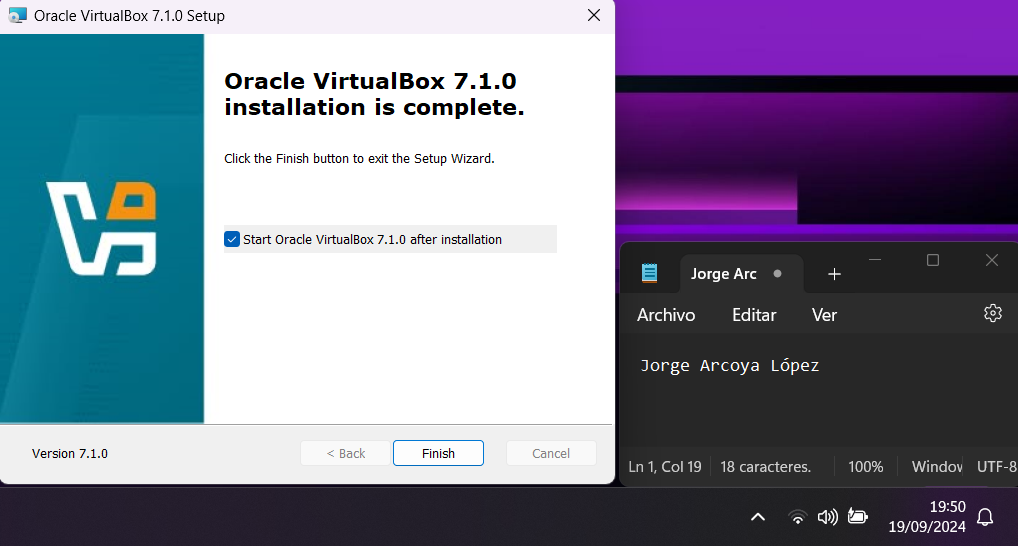 Oracle VirtualBox 7.1.0 Setup
Oracle VirtualBox 7.1.0
installation is complete.
Click the Finish button to exit the Setup Wizard.
Start Oracle VirtualBox 7.1.0 after installation
Version 7.1.0
< Back
Finish
Cancel
Jorge Arc
Archivo
Editar
Ver
Jorge Arcoya López
Ln 1, Col 19
18 caracteres.
100%
Window
UTF-8
19:50
19/09/2024